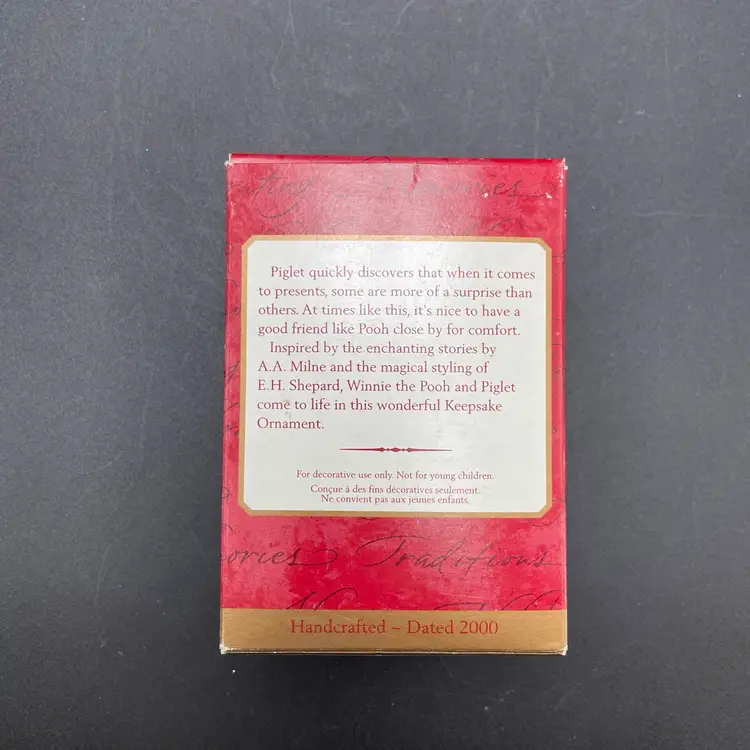 Memories
Piglet quickly discovers that when it comes
to presents, some are more of a surprise than
others. At times like this, it's nice to have a
good friend like Pooh close by for comfort.
Inspired by the enchanting stories by
A.A. Milne and the magical styling of
E.H. Shepard, Winnie the Pooh and Piglet
come to life in this wonderful Keepsake
Ornament.
For decorative use only. Not for young children.
Conçue à des fins décoratives seulement.
Ne convient pas aux jeunes enfants.
ories Traditions
Handcrafted ~ Dated 2000